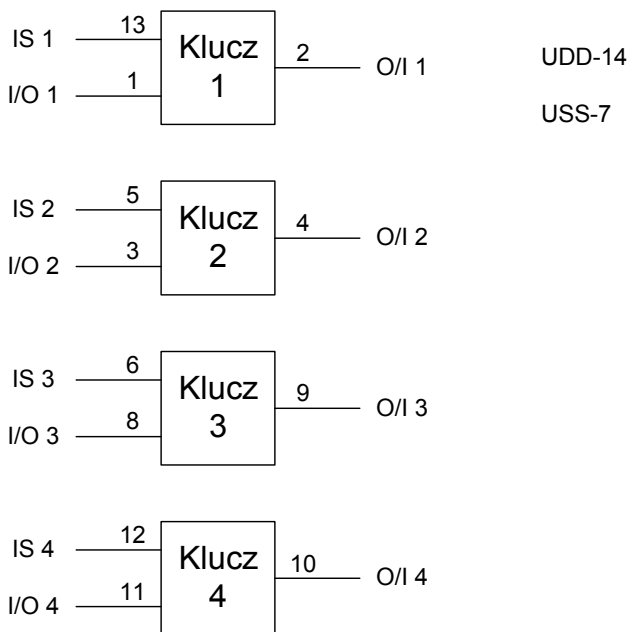 IS 1
13
I/O 1
1
Klucz
1
2
O/I 1
UDD-14
USS-7
IS 2
5
I/O 2
3
Klucz
2
4
O/I 2
IS 3
6
I/O 3
8
Klucz
3
9
O/I 3
IS 4
12
I/O 4
11
Klucz
4
10
O/I 4